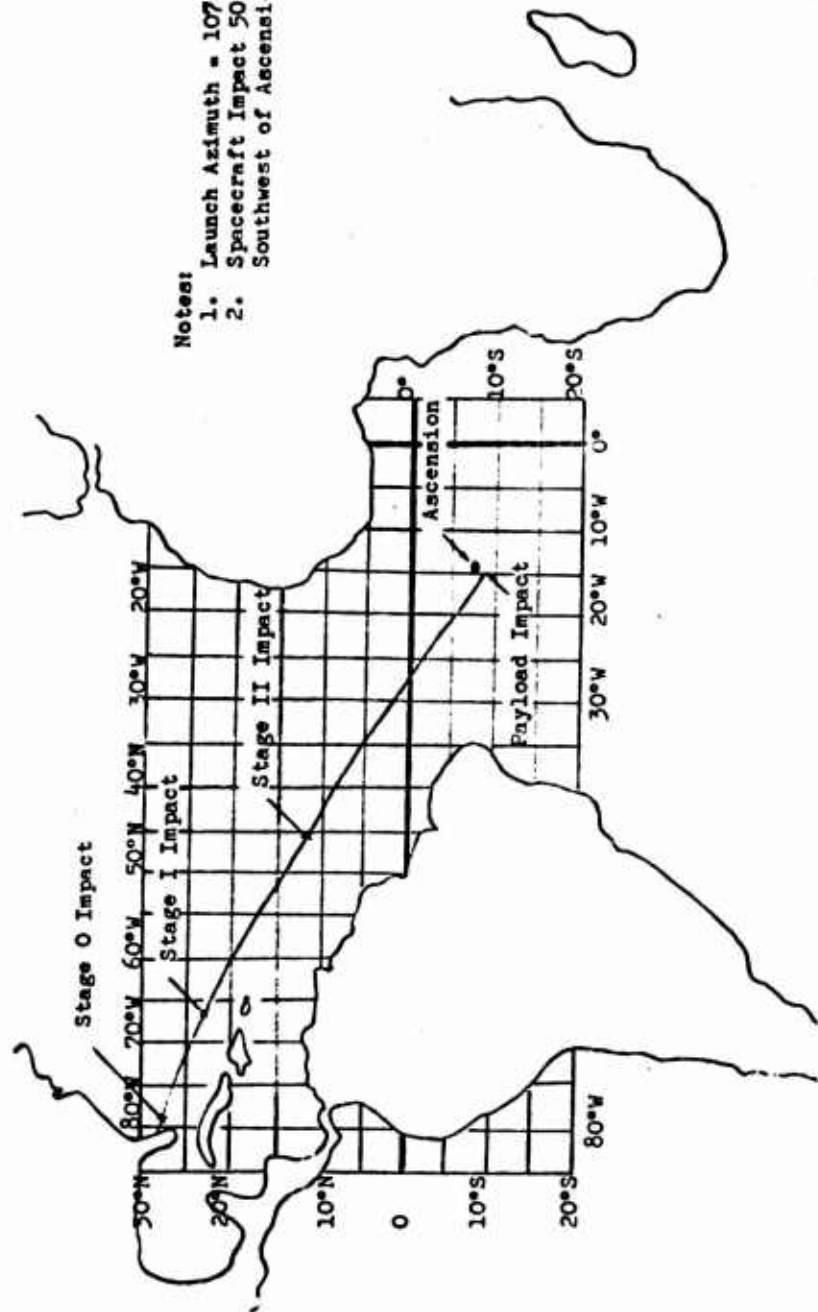 Notes:
1. Launch Azimuth = 107
2. Spacecraft Impact 50
Southwest of Ascensi
Stage 0 Impact
Stage I Impact
Stage II Impact
80°W 70°W 60°W 50°W 40°W 30°W 20°W
30°N
20°N
10°N
0
10°S
20°S
0°
10°S
20°S
Ascension
Payload Impact
80°W 30°W 20°W 10°W 0°